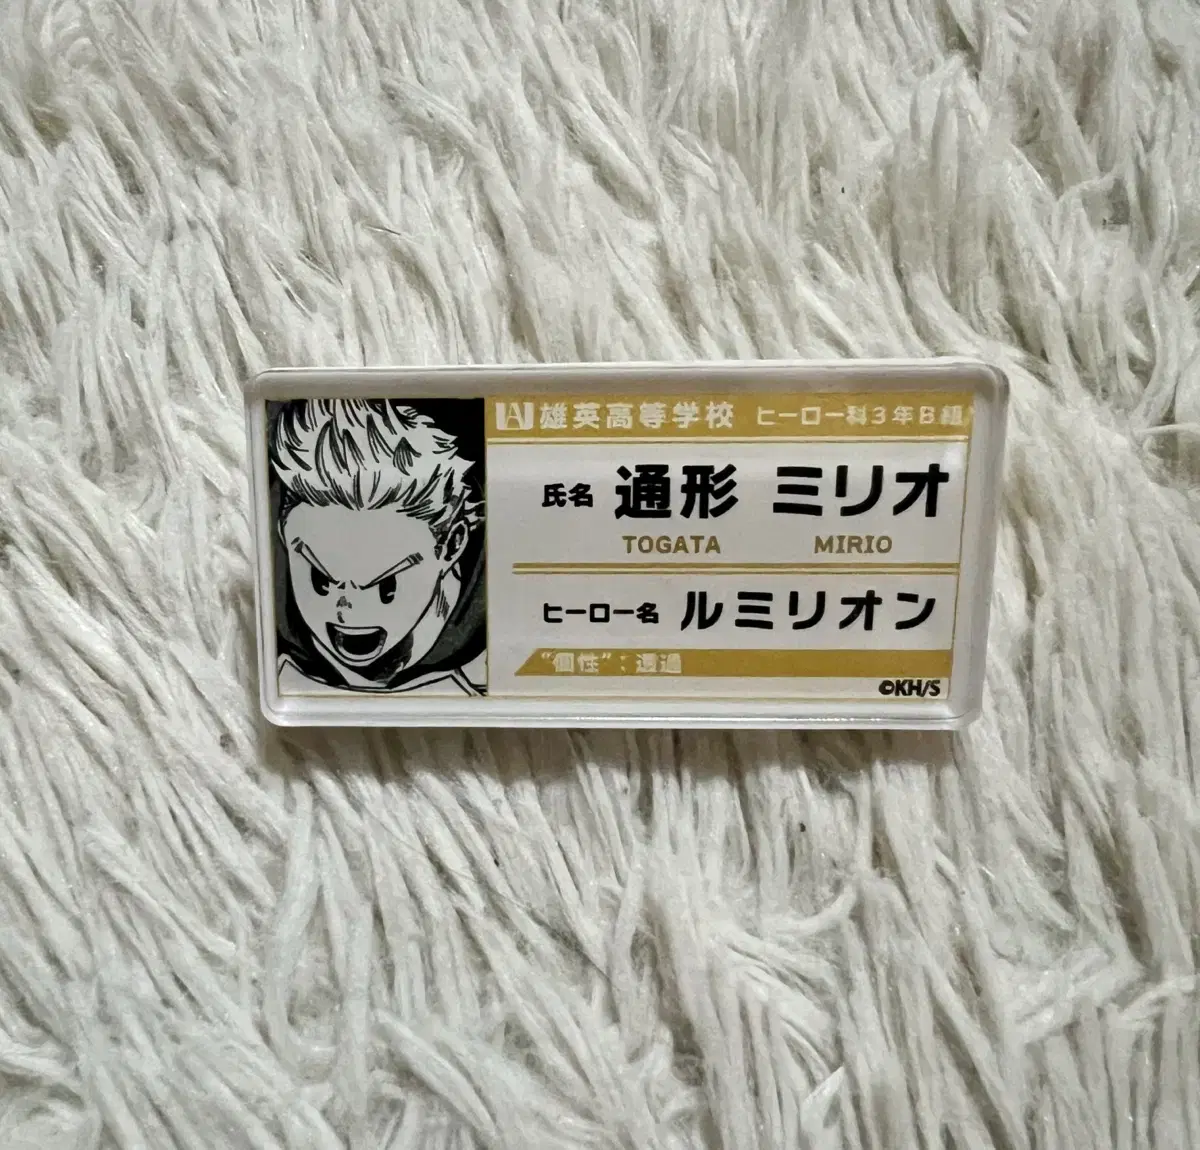 UA 雄英高等学校 ヒーロー科3年B組
氏名 通形 ミリオ
TOGATA MIRIO
ヒーロー名 ルミリオン
"個性"：透過
©KH/S